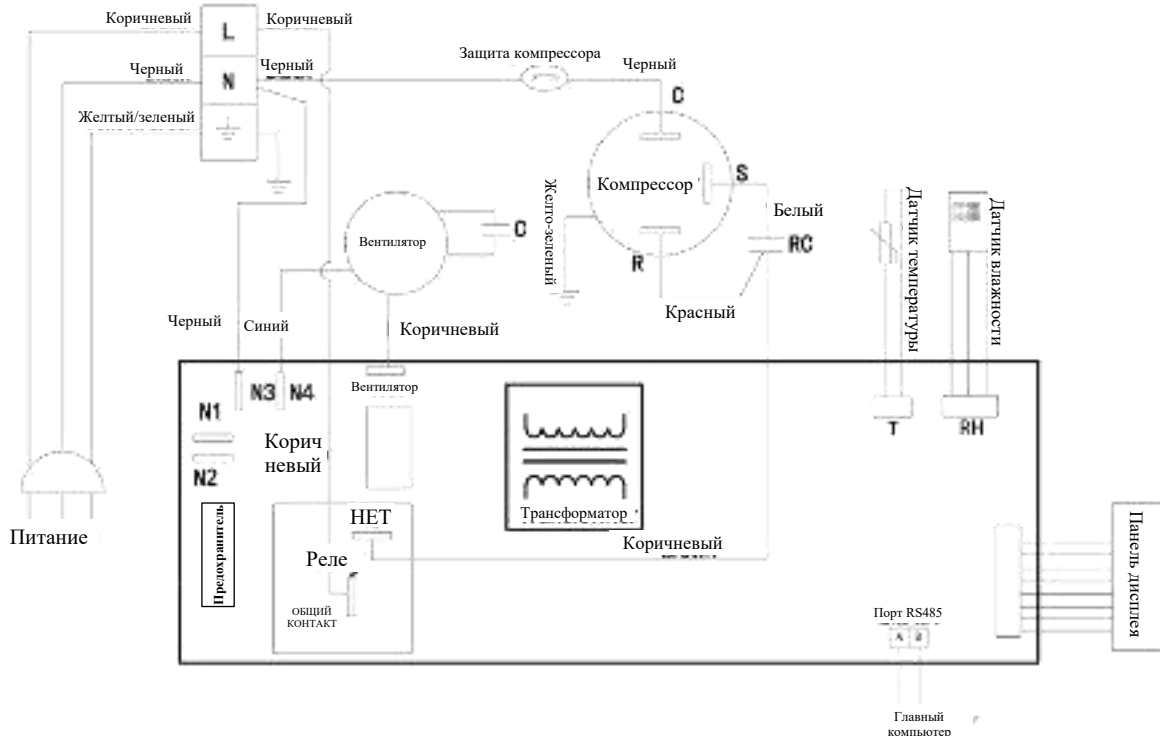 Коричневый
Коричневый
L
Черный
Черный
N
Защита компрессора
Черный
C
Желтый/зеленый
Компрессор
S
Белый
Желто-зеленый
Вентилятор
C
R
RC
Красный
Датчик температуры
Датчик влажности
Черный
Синий
Коричневый
N3
N4
Вентилятор
N1
N2
Корич
невый
T
RH
Предохранитель
НЕТ
Реле
ОБЩИЙ
КОНТАКТ
Трансформатор
Коричневый
Питание
Порт RS485
A
Панель дисплея
Главный
компьютер